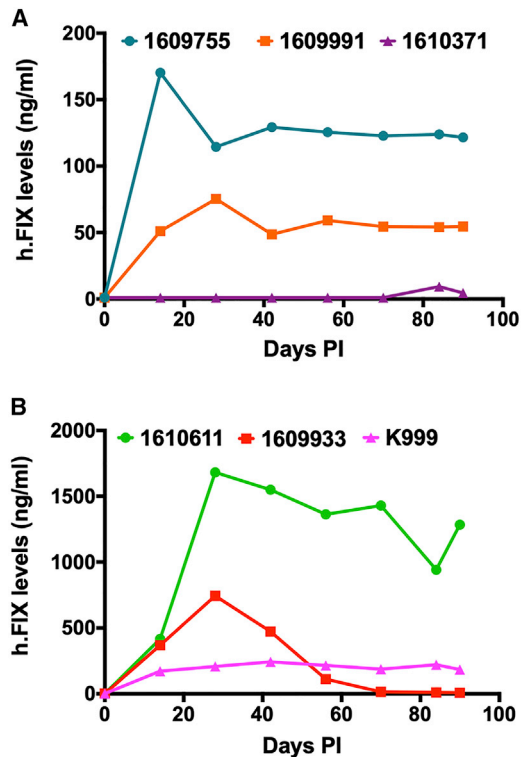 A
1609755 1609991 1610371
h.FIX levels (ng/ml)
200
150
100
50
0
0 20 40 60 80 100
Days PI
B
1610611 1609933 K999
h.FIX levels (ng/ml)
2000
1500
1000
500
0
0 20 40 60 80 100
Days PI